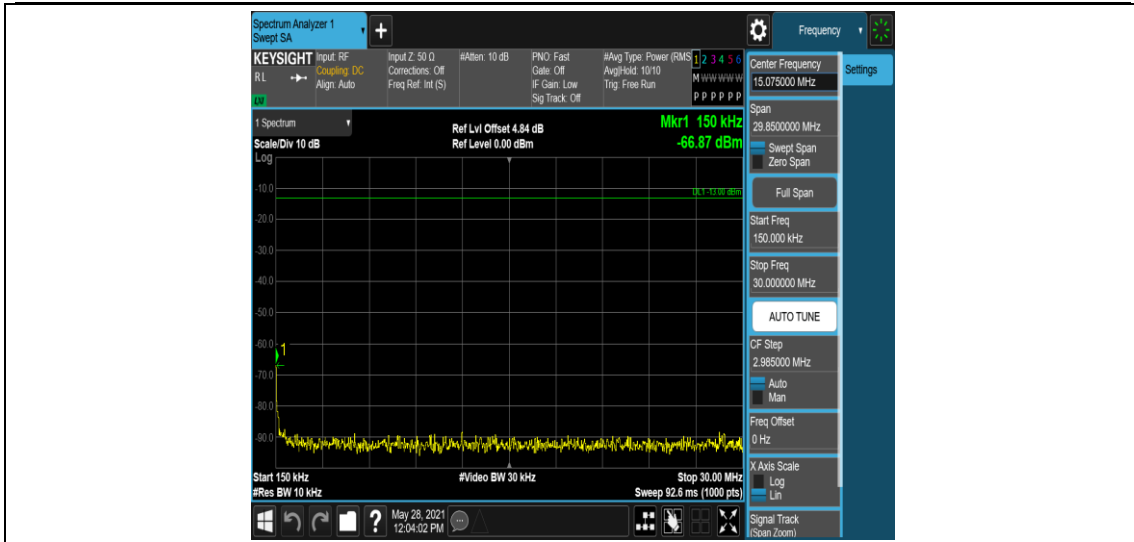 Spectrum Analyzer 1
Swept SA
+
Frequency
KEYSIGHT
RL
LXI
Input: RF
Coupling: DC
Align: Auto
Input Z: 50 Ω
Corrections: Off
Freq Ref: Int (S)
#Atten: 10 dB
PNO: Fast
Gate: Off
IF Gain: Low
Sig Track: Off
#Avg Type: Power (RMS
Avg|Hold: 10/10
Trig: Free Run
1 2 3 4 5 6
M W W W W W
P P P P P P
1 Spectrum
Scale/Div 10 dB
Log
Ref Lvl Offset 4.84 dB
Ref Level 0.00 dBm
Mkr1 150 kHz
-66.87 dBm
DL1 -13.00 dBm
-10.0
-20.0
-30.0
-40.0
-50.0
-60.0
1
-70.0
-80.0
-90.0
Start 150 kHz
#Res BW 10 kHz
#Video BW 30 kHz
Stop 30.00 MHz
Sweep 92.6 ms (1000 pts)
?
May 28, 2021
12:04:02 PM
Center Frequency
15.075000 MHz
Settings
Span
29.8500000 MHz
Swept Span
Zero Span
Full Span
Start Freq
150.000 kHz
Stop Freq
30.000000 MHz
AUTO TUNE
CF Step
2.985000 MHz
Auto
Man
Freq Offset
0 Hz
X Axis Scale
Log
Lin
Signal Track
(Span Zoom)